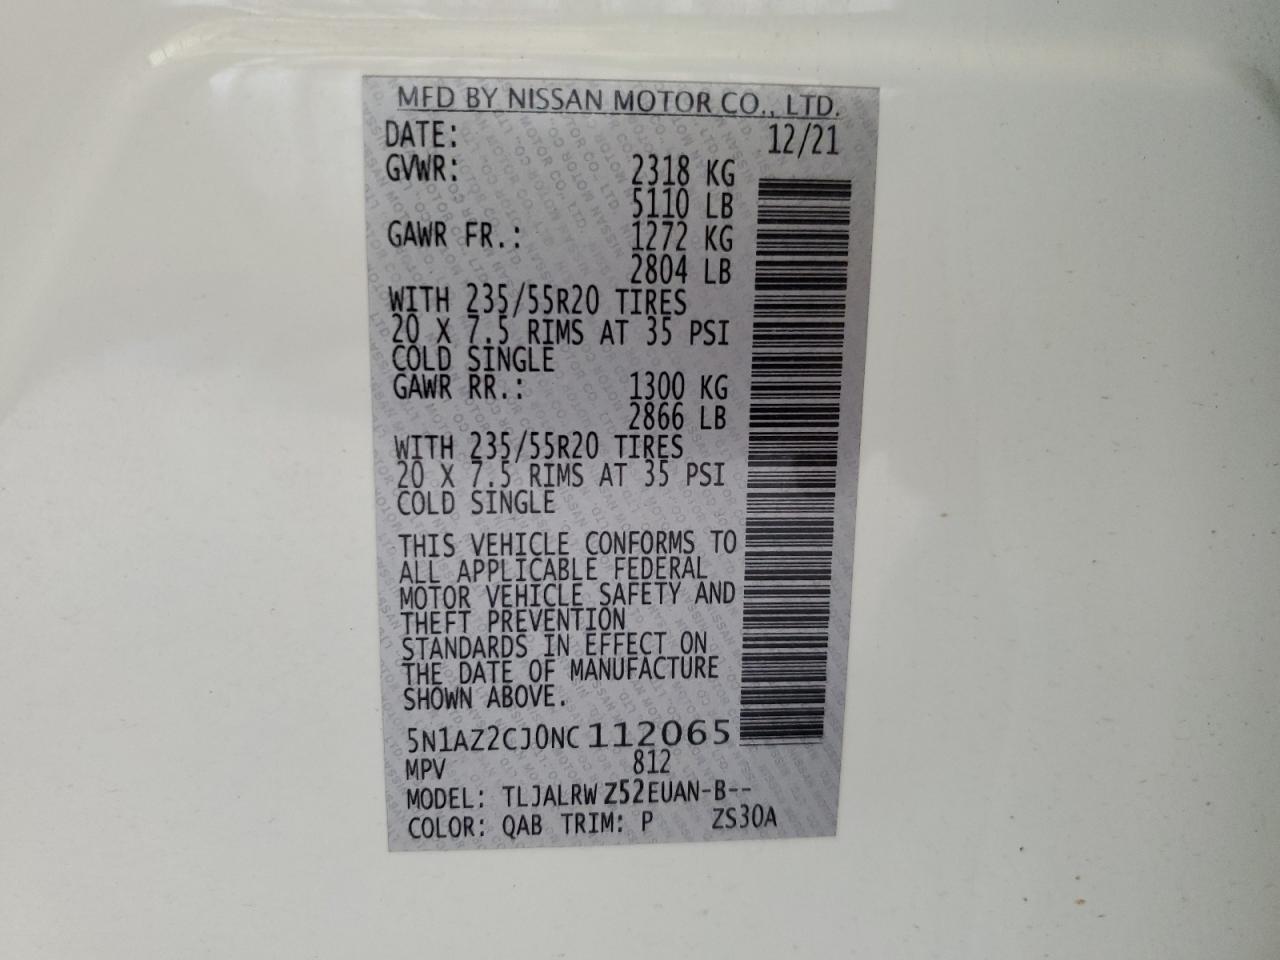 MFD BY NISSAN MOTOR CO., LTD.
DATE: 12/21
GVWR: 2318 KG
5110 LB
GAWR FR.: 1272 KG
2804 LB
WITH 235/55R20 TIRES
20 X 7.5 RIMS AT 35 PSI
COLD SINGLE
GAWR RR.: 1300 KG
2866 LB
WITH 235/55R20 TIRES
20 X 7.5 RIMS AT 35 PSI
COLD SINGLE
THIS VEHICLE CONFORMS TO
ALL APPLICABLE FEDERAL
MOTOR VEHICLE SAFETY AND
THEFT PREVENTION
STANDARDS IN EFFECT ON
THE DATE OF MANUFACTURE
SHOWN ABOVE.
5N1AZ2CJ0NC112065
MPV 812
MODEL: TLJALRW Z52EUAN-B--
COLOR: QAB TRIM: P ZS30A